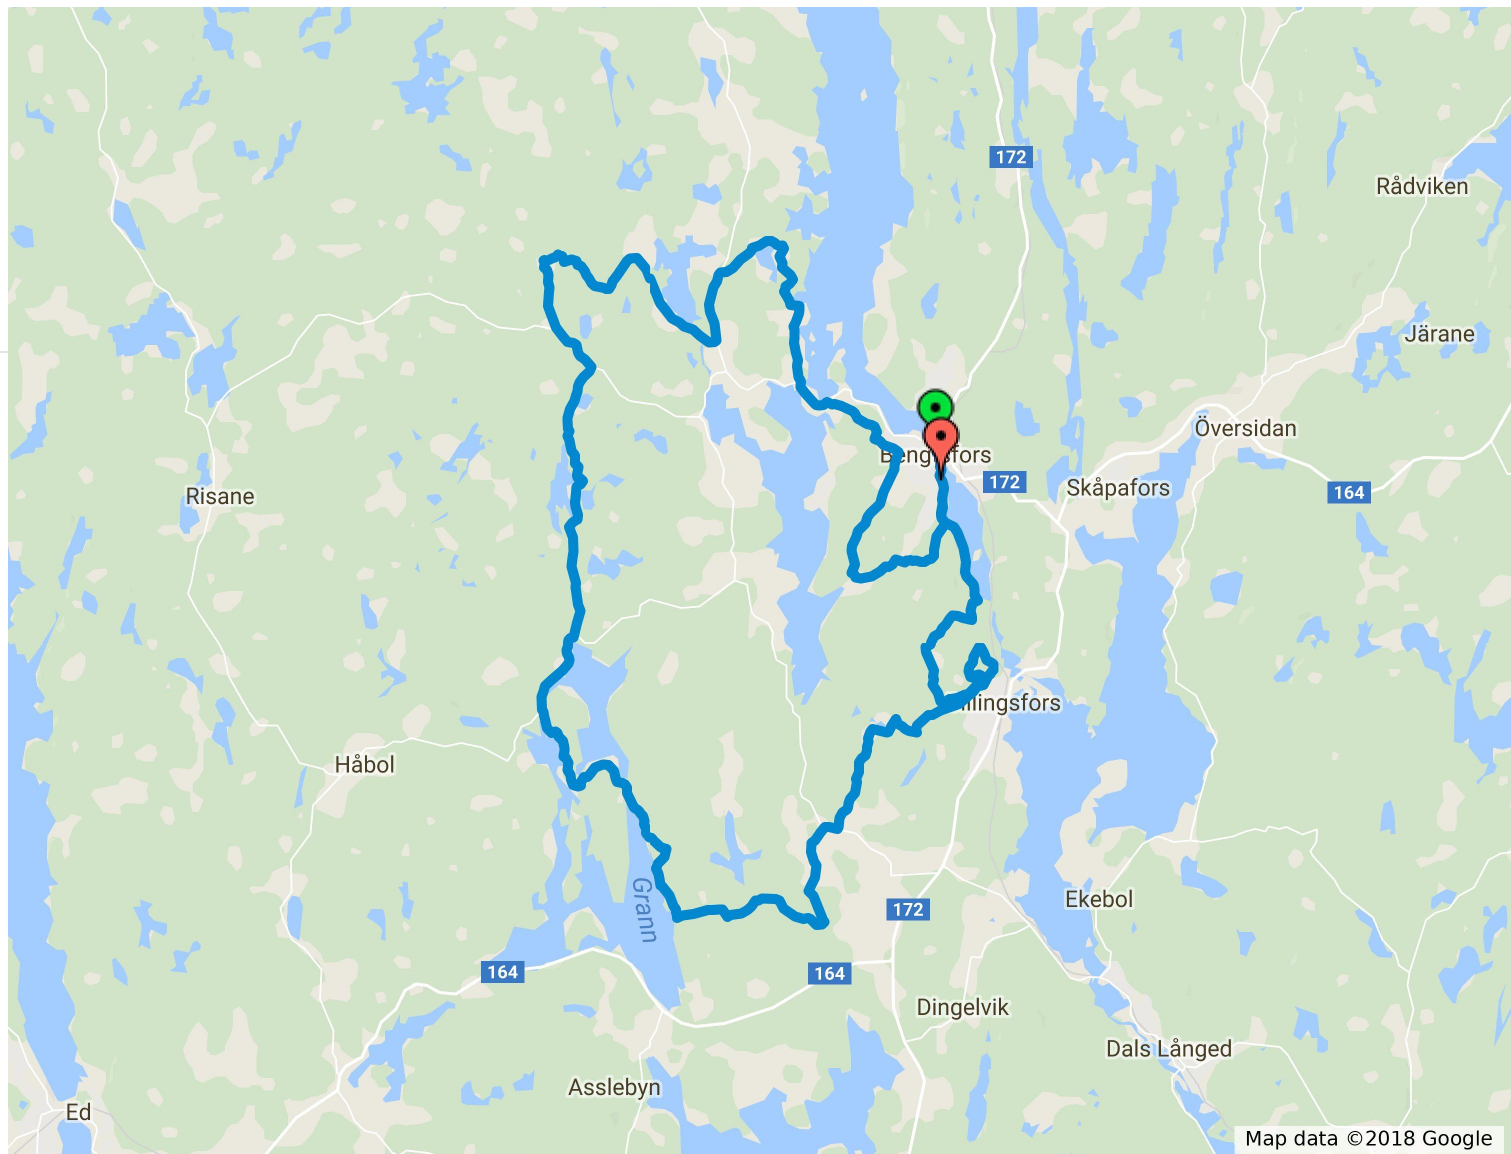 172
Rådviken
Järane
Översidan
172
Skåpafors
164
Risane
Håbol
Grann
Ekebol
172
164
164
Dingelvik
Dals Långed
Asslebyn
Ed
Map data ©2018 Google